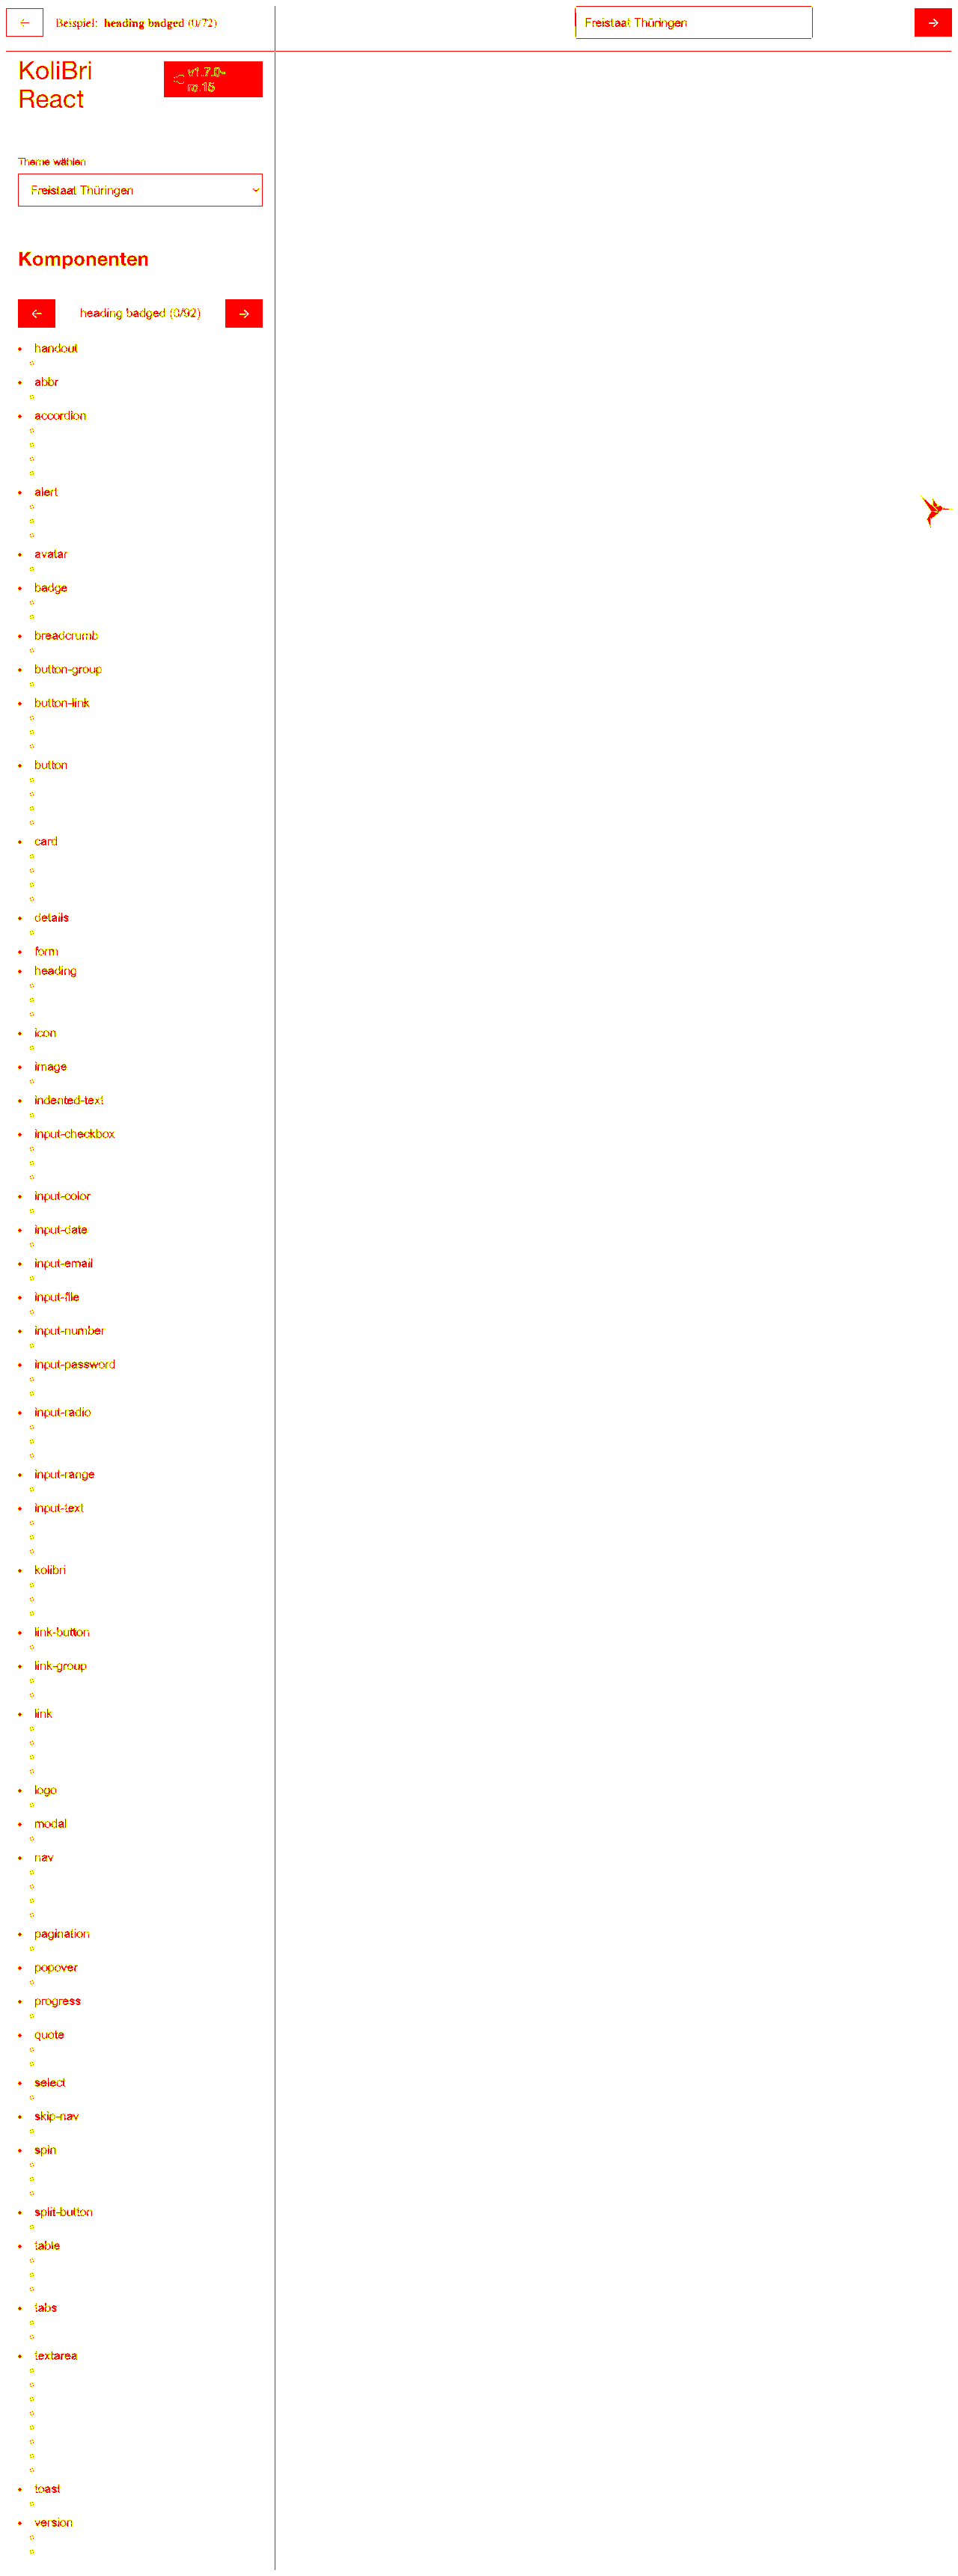 Beispiel: heading badged (0/72)
Freistaat Thüringen
KoliBri
React
v1.7.0-
rc.15
Theme wählen
Freistaat Thüringen
Komponenten
heading badged (0/92)
handout
abbr
accordion
alert
avatar
badge
breadcrumb
button-group
button-link
button
card
details
form
heading
icon
image
indented-text
input-checkbox
input-color
input-date
input-email
input-file
input-number
input-password
input-radio
input-range
input-text
kolibri
link-button
link-group
link
logo
modal
nav
pagination
popover
progress
quote
select
skip-nav
spin
split-button
table
tabs
textarea
toast
version